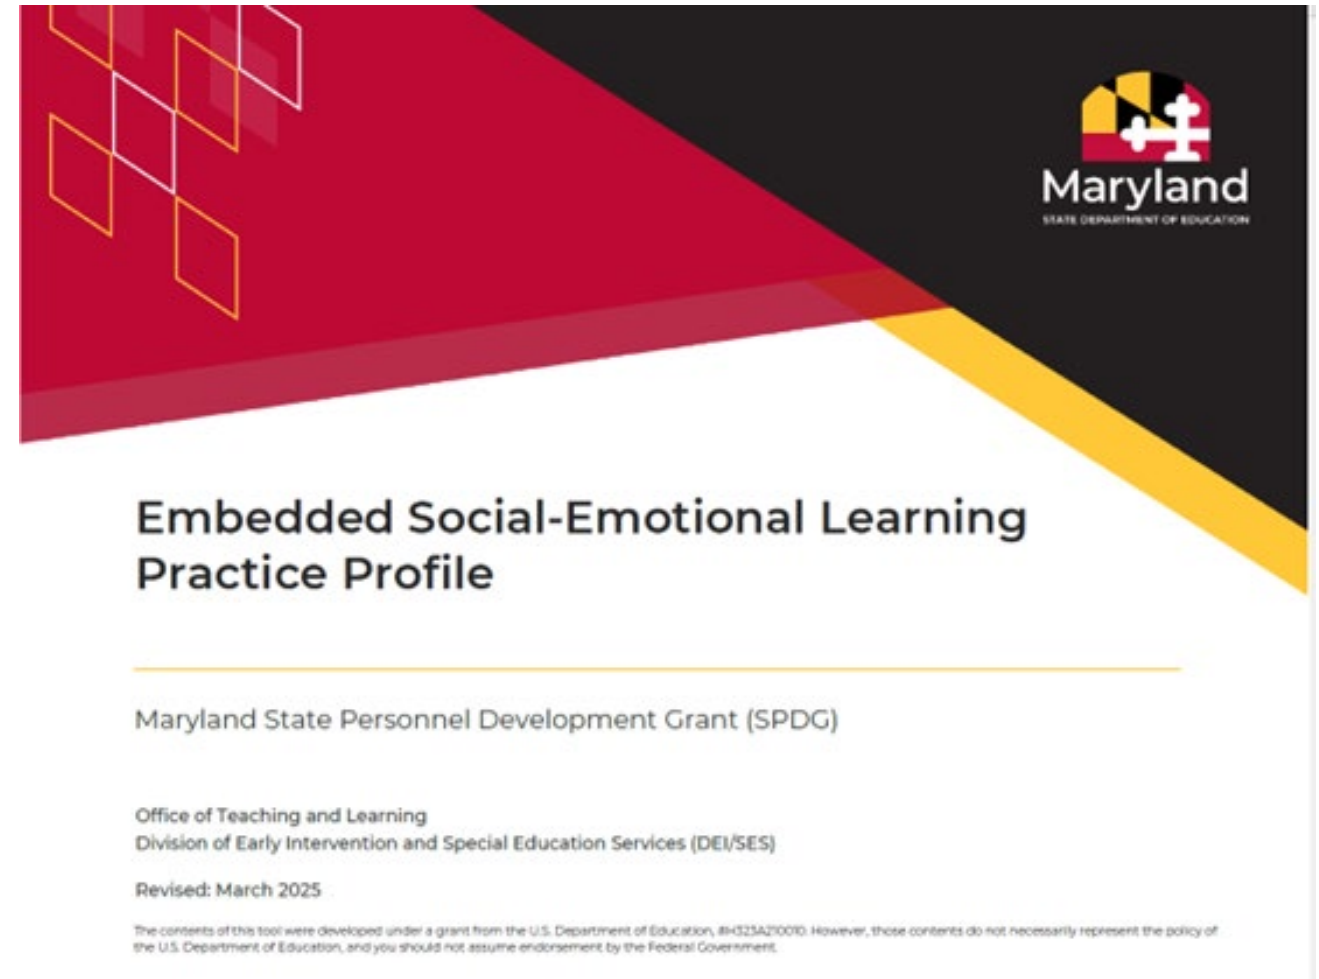 Maryland
STATE DEPARTMENT OF EDUCATION
Embedded Social-Emotional Learning
Practice Profile
Maryland State Personnel Development Grant (SPDG)
Office of Teaching and Learning
Division of Early Intervention and Special Education Services (DEI/SES)
Revised: March 2025
The contents of this tool were developed under a grant from the U.S. Department of Education, #H323A210010. However, those contents do not necessarily represent the policy of
the U.S. Department of Education, and you should not assume endorsement by the Federal Government.